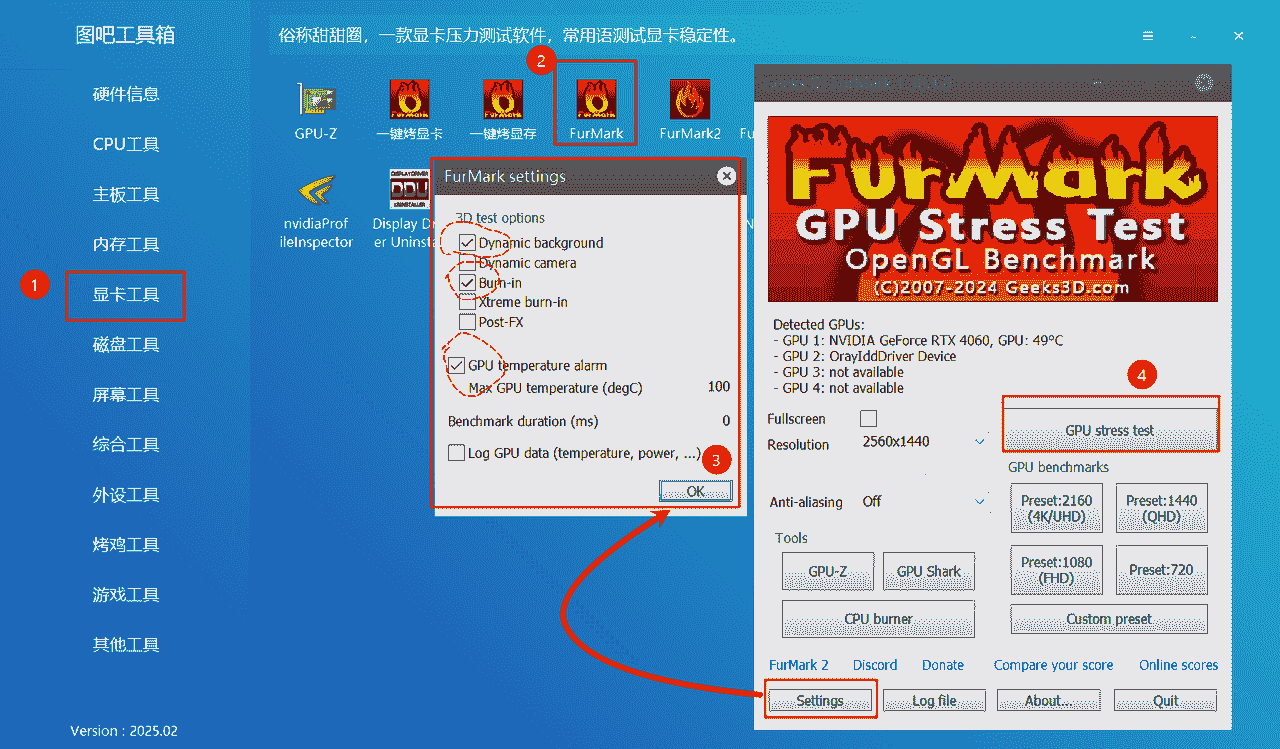 图吧工具箱
俗称甜甜圈，一款显卡压力测试软件，常用语测试显卡稳定性。
硬件信息
CPU工具
主板工具
内存工具
1
显卡工具
磁盘工具
屏幕工具
综合工具
外设工具
烤鸡工具
游戏工具
其他工具
Version : 2025.02
2
GPU-Z
一键烤显卡
一键烤显存
FurMark
FurMark2
nvidiaProf
ileInspector
DISPLAY DRIVER
DDU
UNINSTALLER
Display Dr
er Uninsta
FurMark settings
3D test options
Dynamic background
Dynamic camera
Burn-in
Xtreme burn-in
Post-FX
GPU temperature alarm
Max GPU temperature (degC) 100
Benchmark duration (ms) 0
Log GPU data (temperature, power, ...)
3
OK
FurMark
GPU Stress Test
OpenGL Benchmark
(C)2007-2024 Geeks3D.com
Detected GPUs:
- GPU 1: NVIDIA GeForce RTX 4060, GPU: 49°C
- GPU 2: OrayIddDriver Device
- GPU 3: not available
- GPU 4: not available
4
Fullscreen
Resolution 2560x1440
GPU stress test
GPU benchmarks
Anti-aliasing Off
Preset:2160
(4K/UHD)
Preset:1440
(QHD)
Tools
GPU-Z
GPU Shark
Preset:1080
(FHD)
Preset:720
CPU burner
Custom preset
FurMark 2
Discord
Donate
Compare your score
Online scores
Settings
Log file
About...
Quit